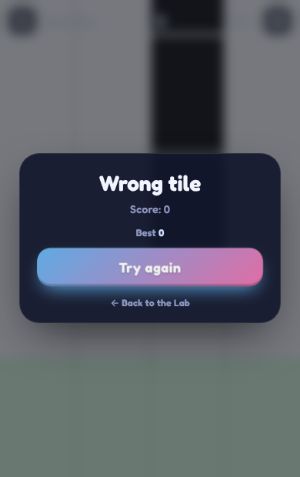 Wrong tile
Score: 0
Best 0
Try again
← Back to the Lab